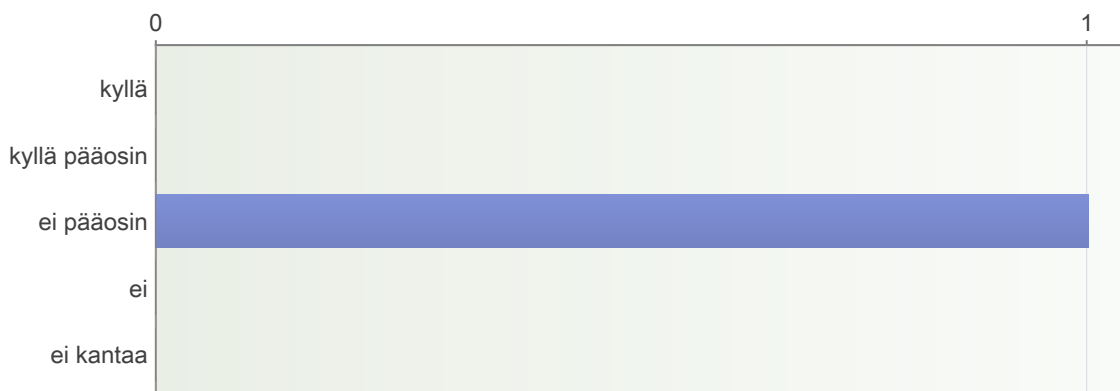 0 1
kyllä
kyllä pääosin
ei pääosin
ei
ei kantaa